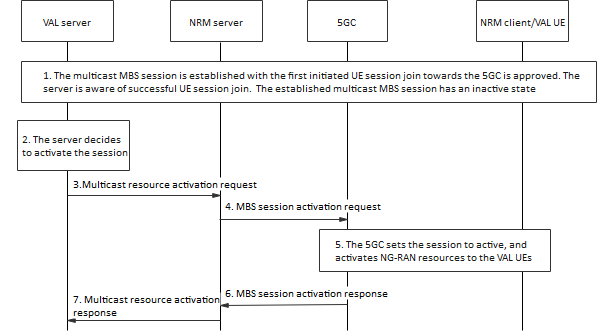 VAL server
NRM server
5GC
NRM client/VAL UE
1. The multicast MBS session is established with the first initiated UE session join towards the 5GC is approved. The
server is aware of successful UE session join. The established multicast MBS session has an inactive state
2. The server decides
to activate the session
3.Multicast resource activation request
4. MBS session activation request
5. The 5GC sets the session to active, and
activates NG-RAN resources to the VAL UEs
6. MBS session activation response
7. Multicast resource activation
response